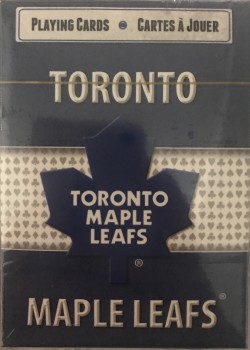 PLAYING CARDS CARTES À JOUER
TORONTO
TORONTO
MAPLE
LEAFS
®
MAPLE LEAFS®